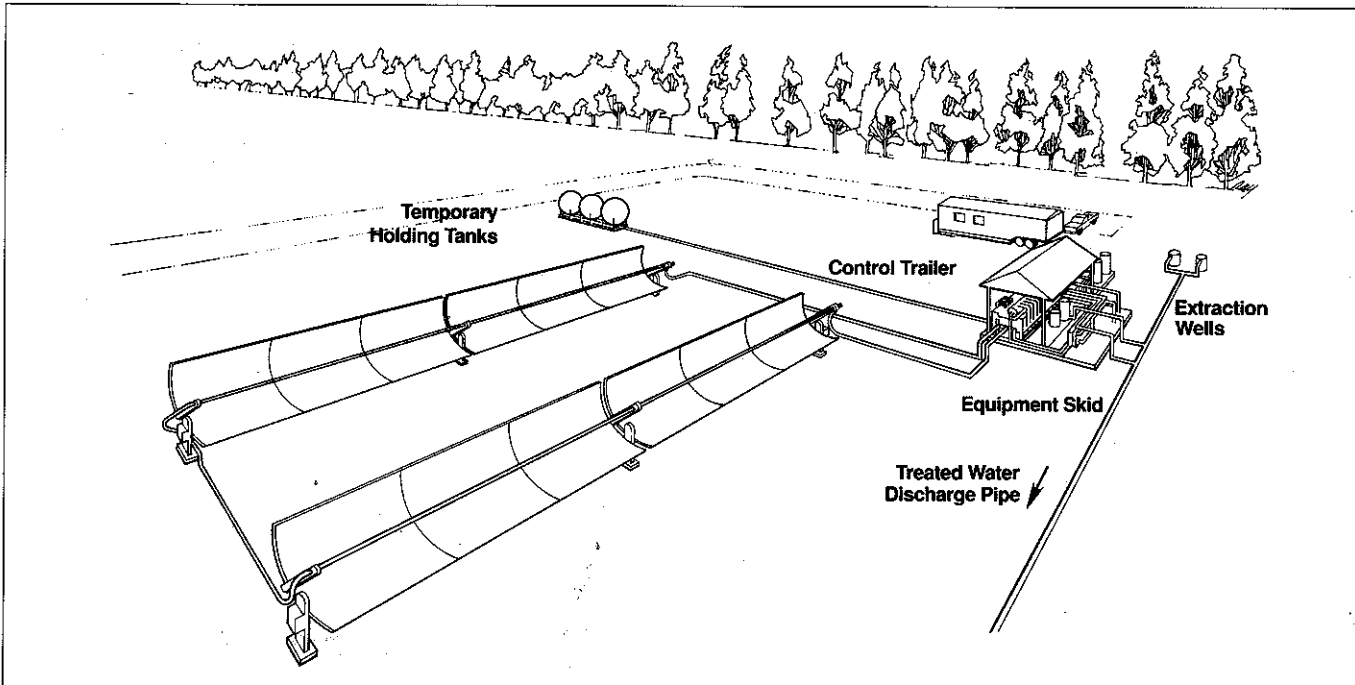 Temporary
Holding Tanks
Control Trailer
Extraction
Wells
Equipment Skid
Treated Water
Discharge Pipe